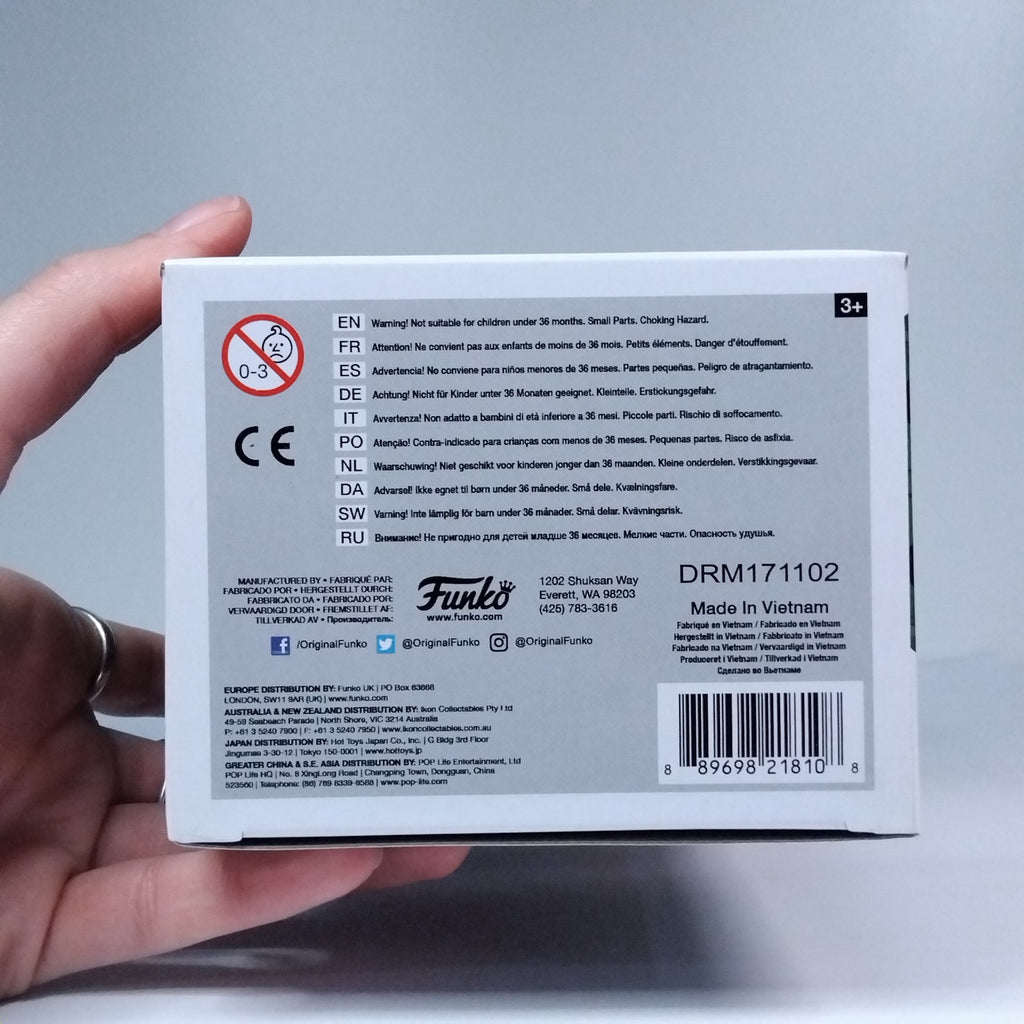 3+
0-3
CE
EN Warning! Not suitable for children under 36 months. Small Parts. Choking Hazard.
FR Attention! Ne convient pas aux enfants de moins de 36 mois. Petits éléments. Danger d'étouffement.
ES Advertencia! No conviene para niños menores de 36 meses. Partes pequeñas. Peligro de atragantamiento.
DE Achtung! Nicht für Kinder unter 36 Monaten geeignet. Kleinteile. Erstickungsgefahr.
IT Avvertenza! Non adatto a bambini di età inferiore a 36 mesi. Piccole parti. Rischio di soffocamento.
PO Atenção! Contra-indicado para crianças com menos de 36 meses. Pequenas partes. Risco de asfixia.
NL Waarschuwing! Niet geschikt voor kinderen jonger dan 36 maanden. Kleine onderdelen. Verstikkingsgevaar.
DA Advarsel! Ikke egnet til børn under 36 måneder. Små dele. Kvælningsfare.
SW Varning! Inte lämplig för barn under 36 månader. Små delar. Kvävningsrisk.
RU Внимание! Не пригодно для детей младше 36 месяцев. Мелкие части. Опасность удушья.
MANUFACTURED BY • FABRIQUÉ PAR:
FABRICADO POR • HERGESTELLT DURCH:
FABBRICATO DA • FABRICADO POR:
VERVAARDIGD DOOR • FREMSTILLET AF:
TILLVERKAD AV • Производитель:
Funko
www.funko.com
1202 Shuksan Way
Everett, WA 98203
(425) 783-3616
/OriginalFunko @OriginalFunko @OriginalFunko
DRM171102
Made In Vietnam
Fabriqué en Vietnam / Fabricado en Vietnam
Hergestellt in Vietnam / Fabbricato in Vietnam
Fabricado na Vietnam / Vervaardigd in Vietnam
Produceret i Vietnam / Tillverkad i Vietnam
Сделано во Вьетнаме
EUROPE DISTRIBUTION BY: Funko UK | PO Box 63668
LONDON, SW11 9AR (UK) | www.funko.com
AUSTRALIA & NEW ZEALAND DISTRIBUTION BY: Ikon Collectables Pty Ltd
49-59 Seabeach Parade | North Shore, VIC 3214 Australia
P: +61 3 5240 7900 | F: +61 3 5240 7950 | www.ikoncollectables.com.au
JAPAN DISTRIBUTION BY: Hot Toys Japan Co., Inc. | G Bldg 3rd Floor
Jingumae 3-30-12 | Tokyo 150-0001 | www.hottoys.jp
GREATER CHINA & S.E. ASIA DISTRIBUTION BY: POP Life Entertainment, Ltd
POP Life HQ | No. 8 XingLong Road | Changping Town, Dongguan, China
523560 | Telephone: (86) 769 8339-8588 | www.pop-life.com
8 89698 21810 8